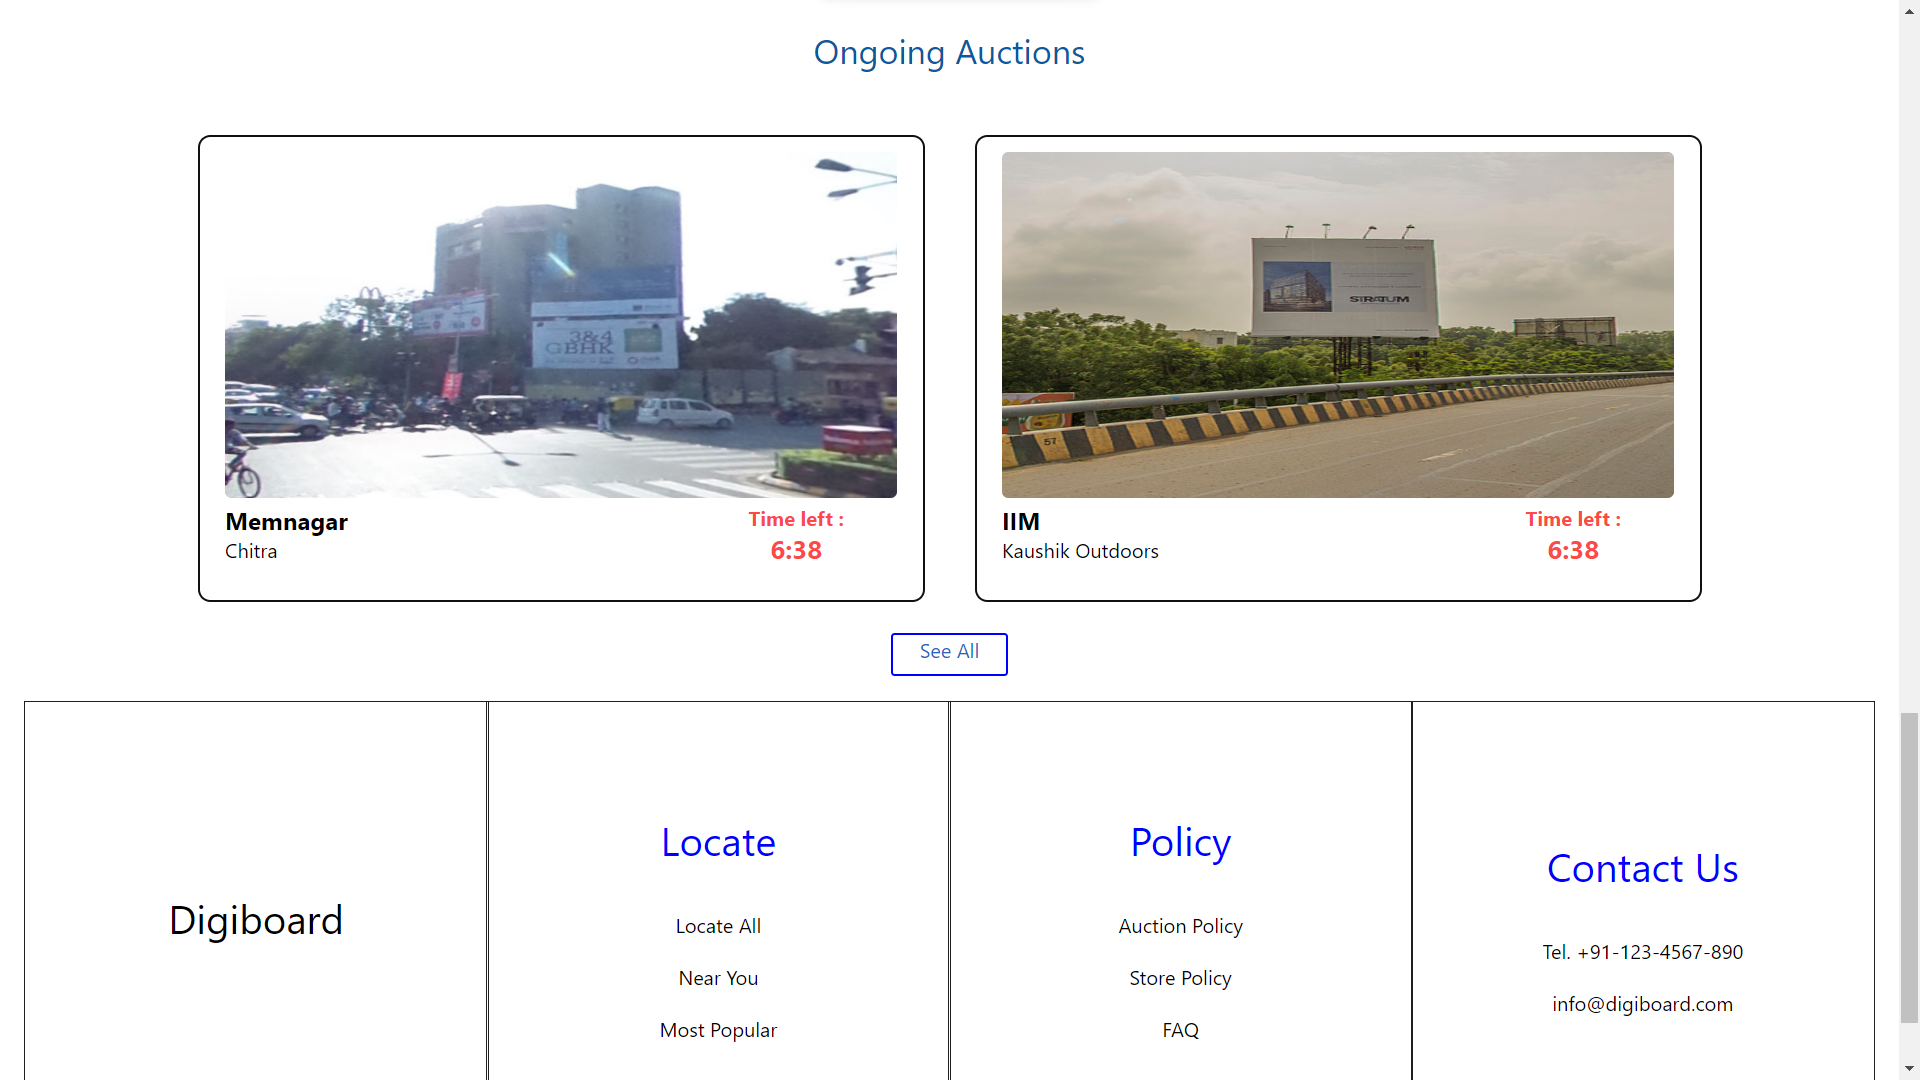 Ongoing Auctions
3&4
BHK
STRATUM
57
Memnagar
Chitra
Time left :
6:38
IIM
Kaushik Outdoors
Time left :
6:38
See All
Digiboard
Locate
Locate All
Near You
Most Popular
Policy
Auction Policy
Store Policy
FAQ
Contact Us
Tel. +91-123-4567-890
info@digiboard.com